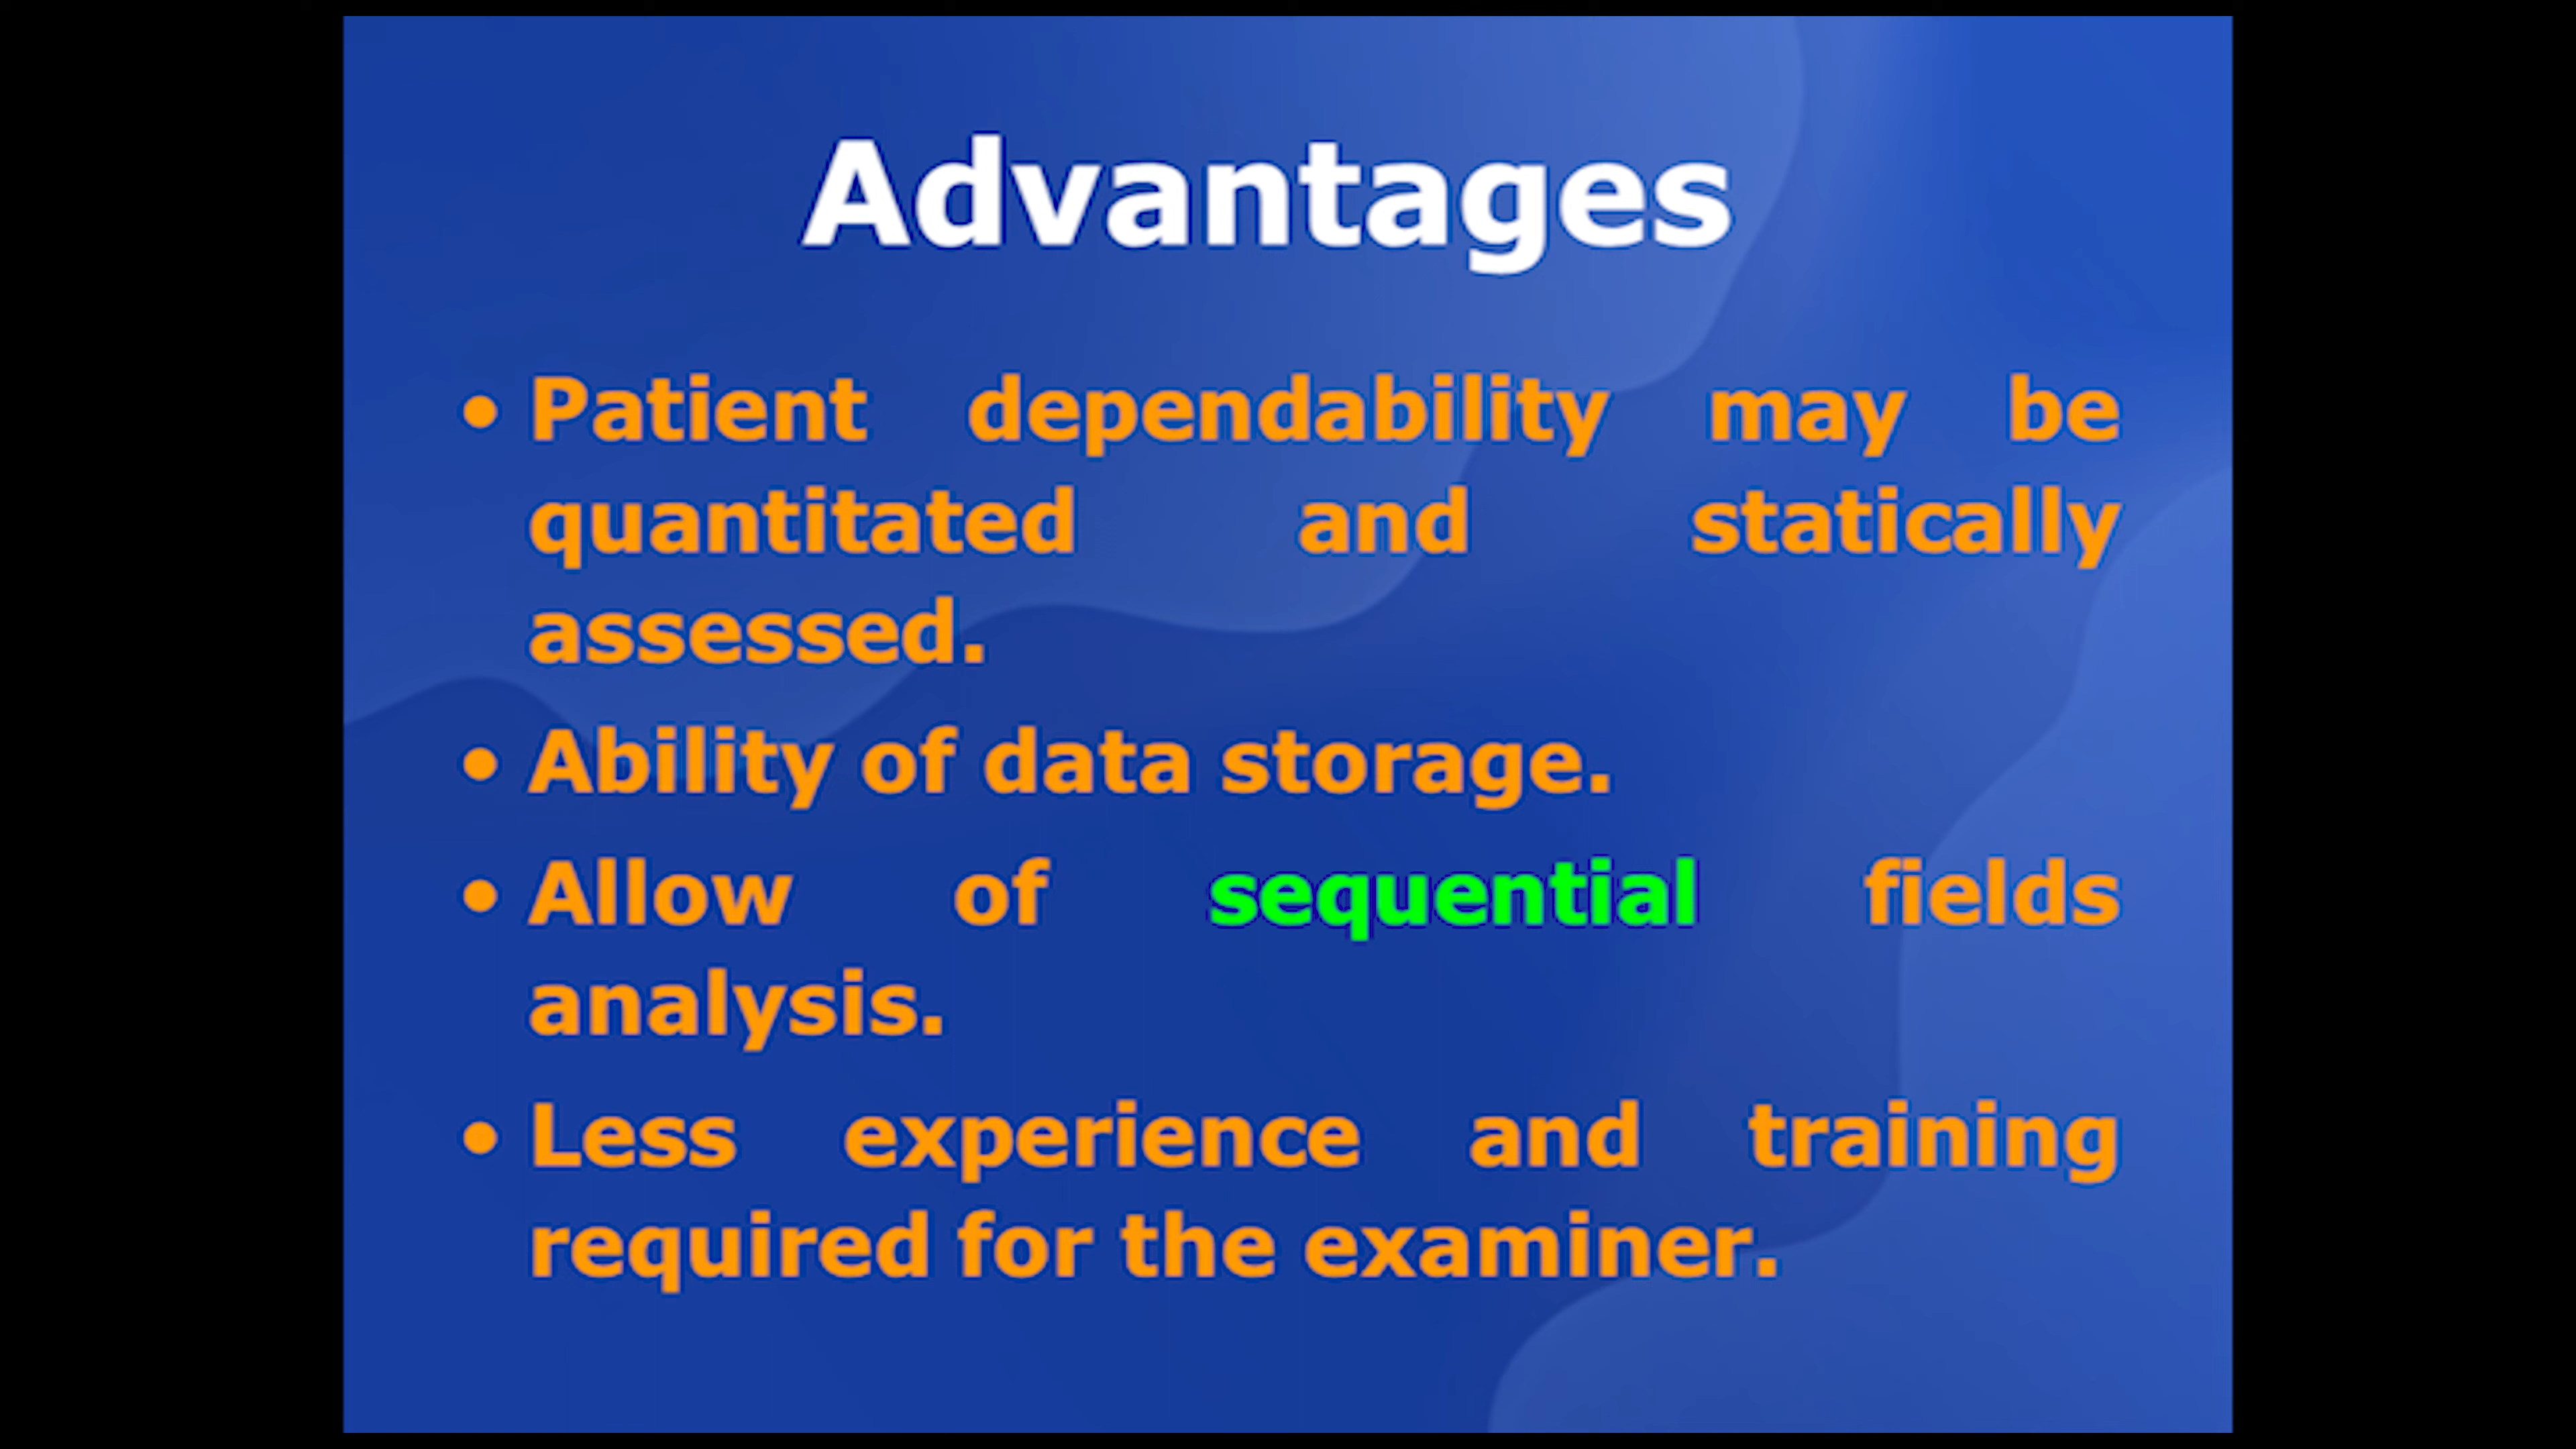 Advantages
• Patient dependability may be
quantitated and statically
assessed.
• Ability of data storage.
• Allow of sequential fields
analysis.
• Less experience and training
required for the examiner.